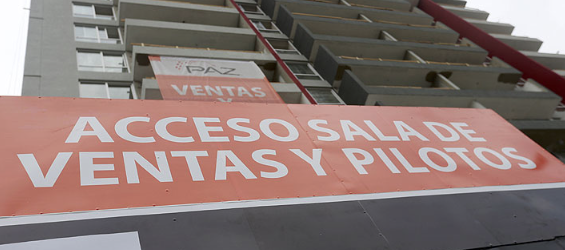 PAZ
VENTAS
Y
ACCESO SALA DE
VENTAS Y PILOTOS